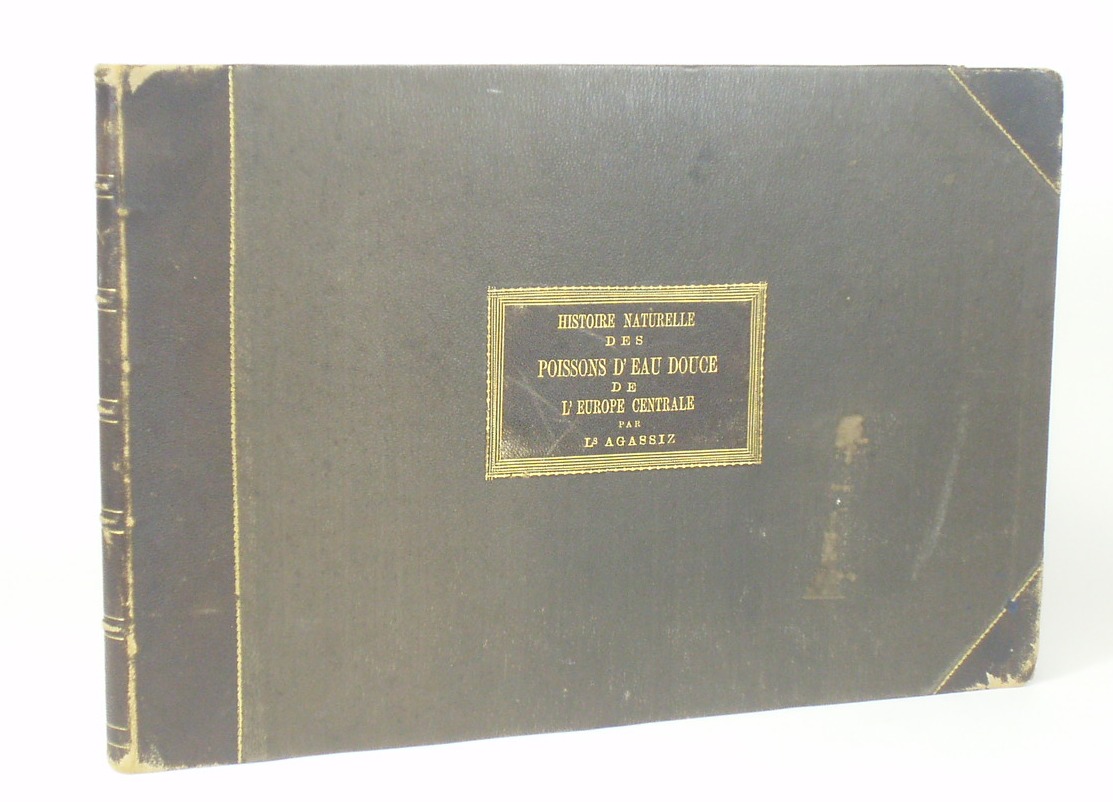 HISTOIRE NATURELLE
DES
POISSONS D' EAU DOUCE
DE
L' EUROPE CENTRALE
PAR
Ls AGASSIZ